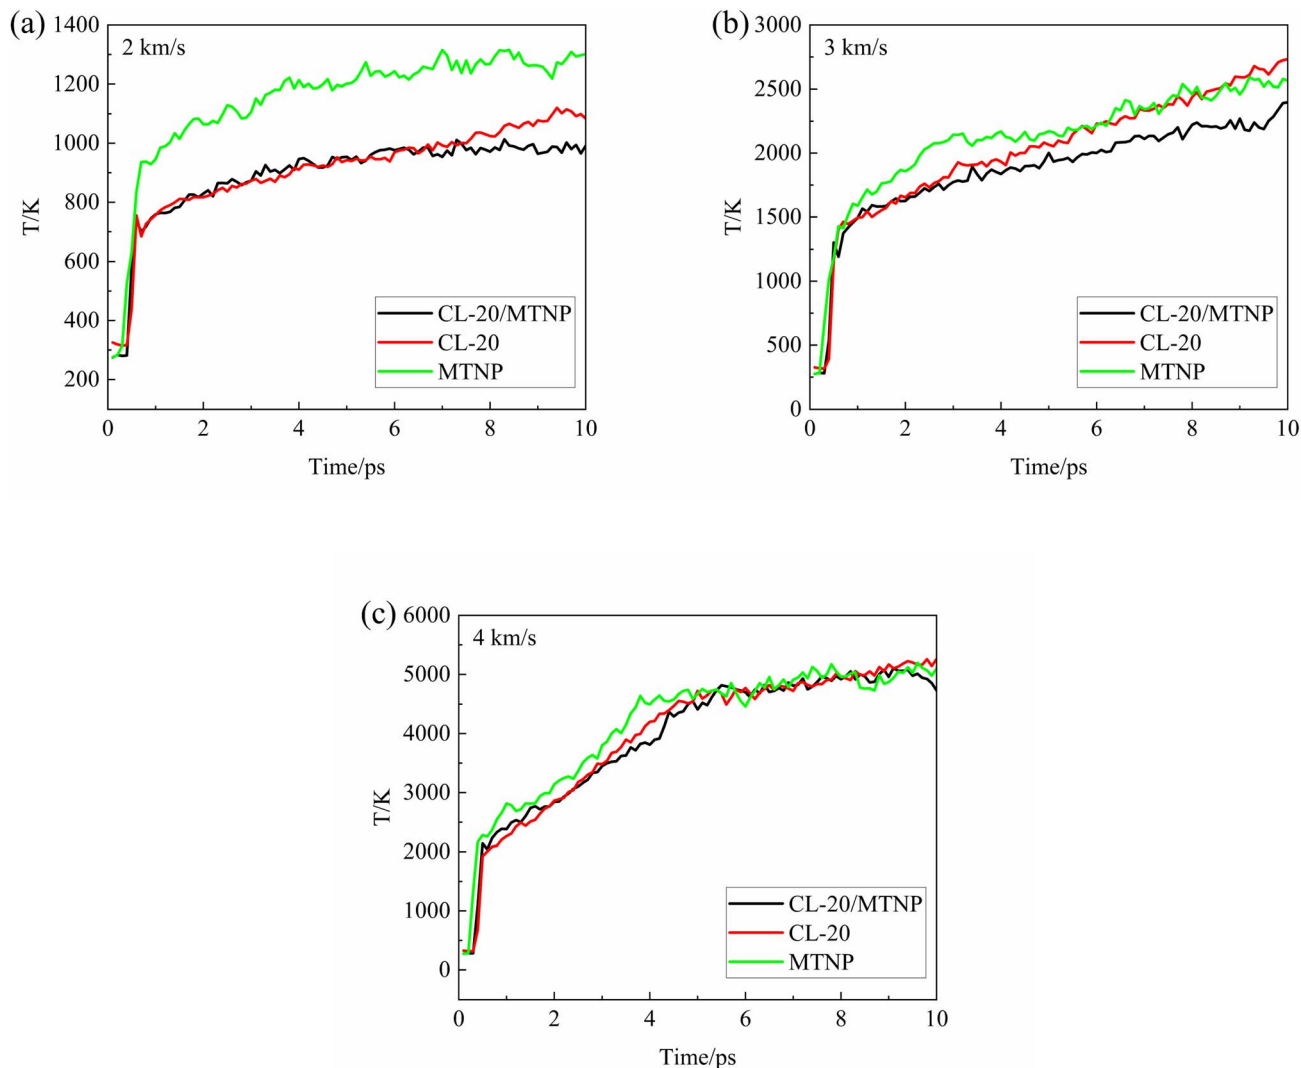 (a)
2 km/s
1400
1200
1000
800
600
400
200
T/K
0 2 4 6 8 10
Time/ps
CL-20/MTNP
CL-20
MTNP
(b)
3 km/s
3000
2500
2000
1500
1000
500
0
T/K
0 2 4 6 8 10
Time/ps
CL-20/MTNP
CL-20
MTNP
(c)
4 km/s
6000
5000
4000
3000
2000
1000
0
T/K
0 2 4 6 8 10
Time/ps
CL-20/MTNP
CL-20
MTNP